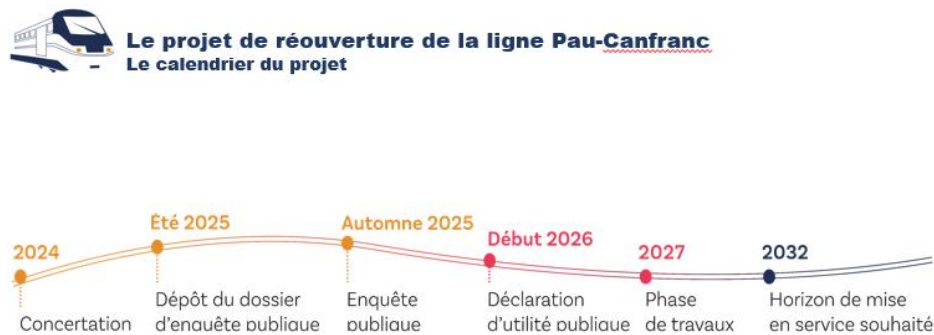 Le projet de réouverture de la ligne Pau-Canfranc
Le calendrier du projet
2024
Concertation
Été 2025
Dépôt du dossier
d'enquête publique
Automne 2025
Enquête
publique
Début 2026
Déclaration
d'utilité publique
2027
Phase
de travaux
2032
Horizon de mise
en service souhaité